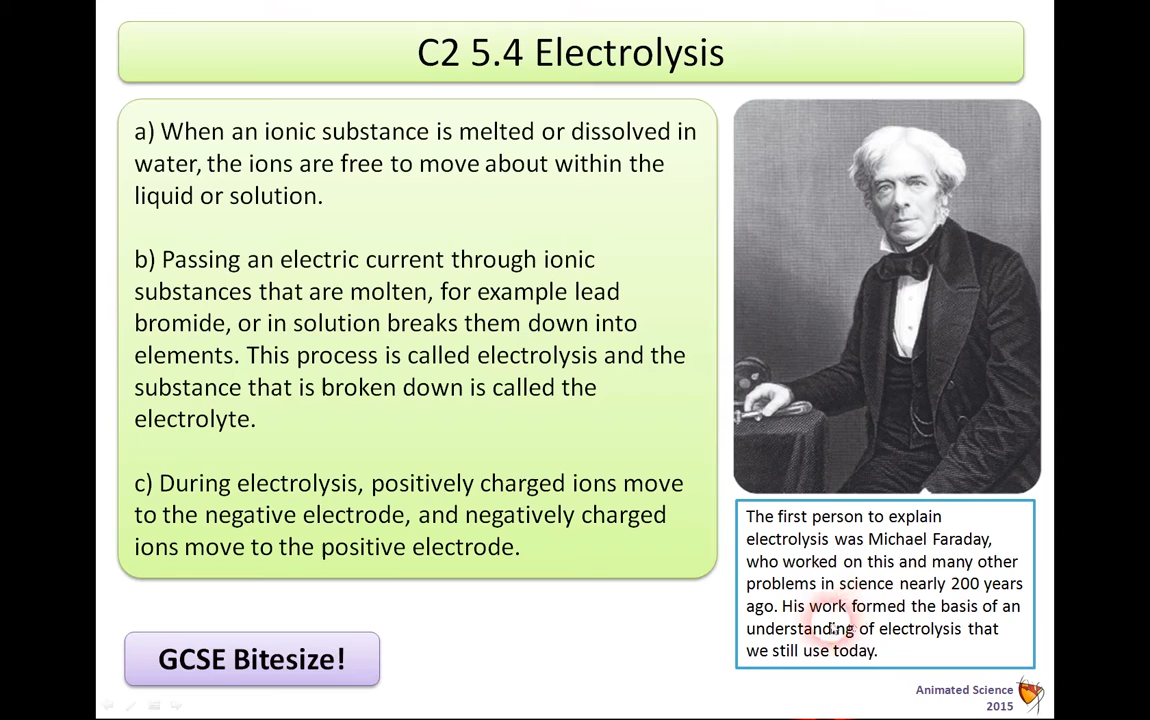 C2 5.4 Electrolysis
a) When an ionic substance is melted or dissolved in
water, the ions are free to move about within the
liquid or solution.
b) Passing an electric current through ionic
substances that are molten, for example lead
bromide, or in solution breaks them down into
elements. This process is called electrolysis and the
substance that is broken down is called the
electrolyte.
c) During electrolysis, positively charged ions move
to the negative electrode, and negatively charged
ions move to the positive electrode.
The first person to explain
electrolysis was Michael Faraday,
who worked on this and many other
problems in science nearly 200 years
ago. His work formed the basis of an
understanding of electrolysis that
we still use today.
GCSE Bitesize!
Animated Science
2015